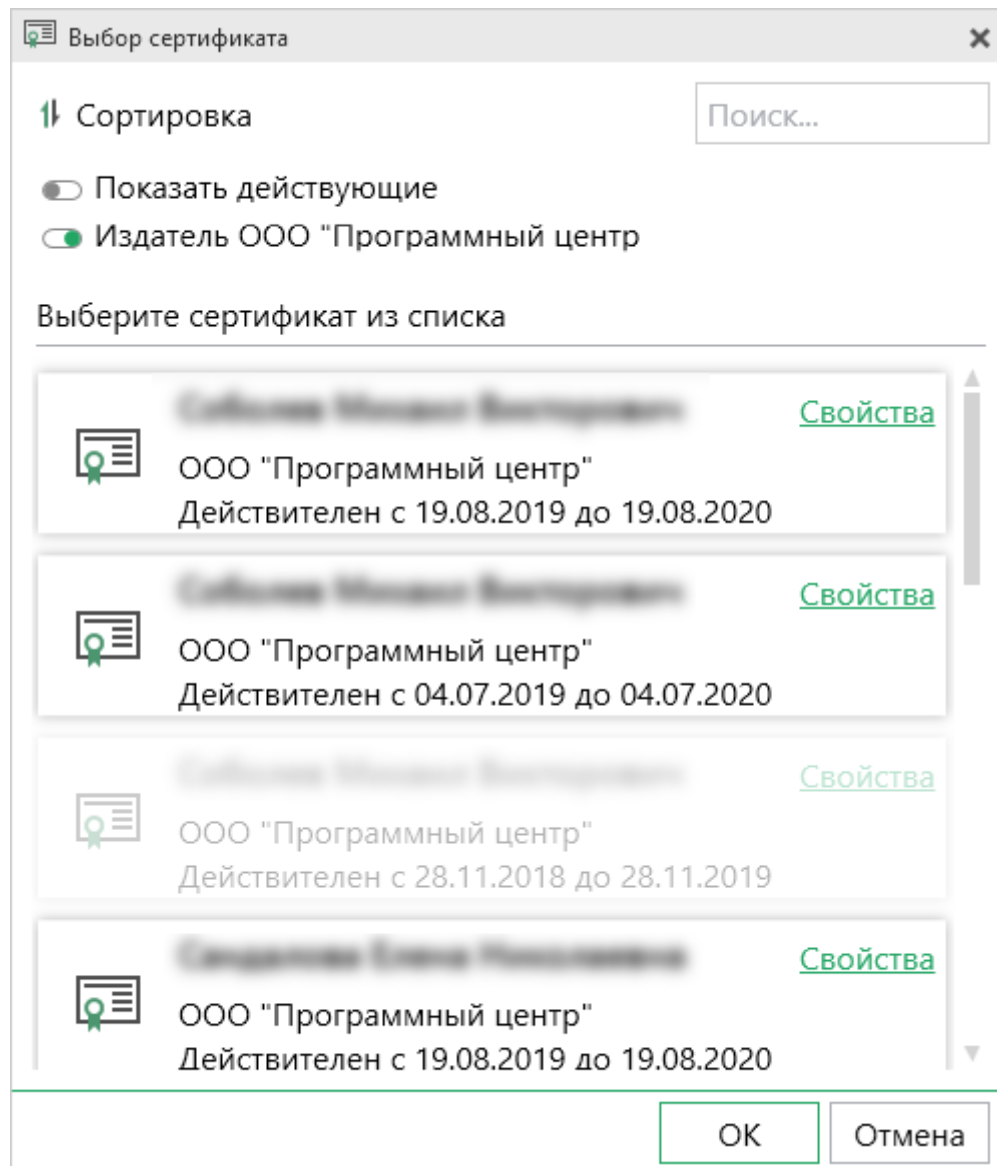 Выбор сертификата
Сортировка
Поиск...
Показать действующие
Издатель ООО "Программный центр
Выберите сертификат из списка
Свойства
ООО "Программный центр"
Действителен с 19.08.2019 до 19.08.2020
Свойства
ООО "Программный центр"
Действителен с 04.07.2019 до 04.07.2020
Свойства
ООО "Программный центр"
Действителен с 28.11.2018 до 28.11.2019
Свойства
ООО "Программный центр"
Действителен с 19.08.2019 до 19.08.2020
ОК Отмена